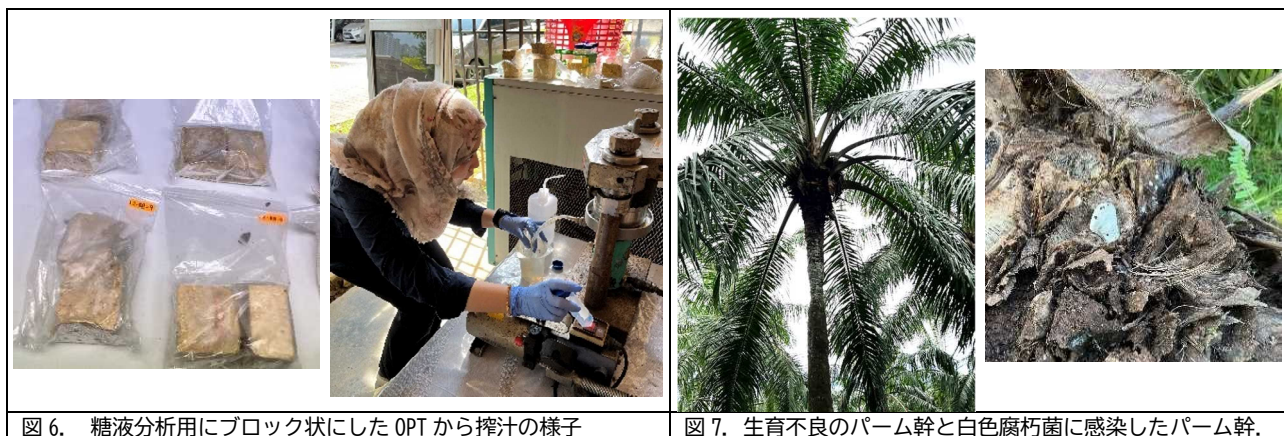 図 6.　糖液分析用にブロック状にした OPT から搾汁の様子
図 7. 生育不良のパーム幹と白色腐朽菌に感染したパーム幹.